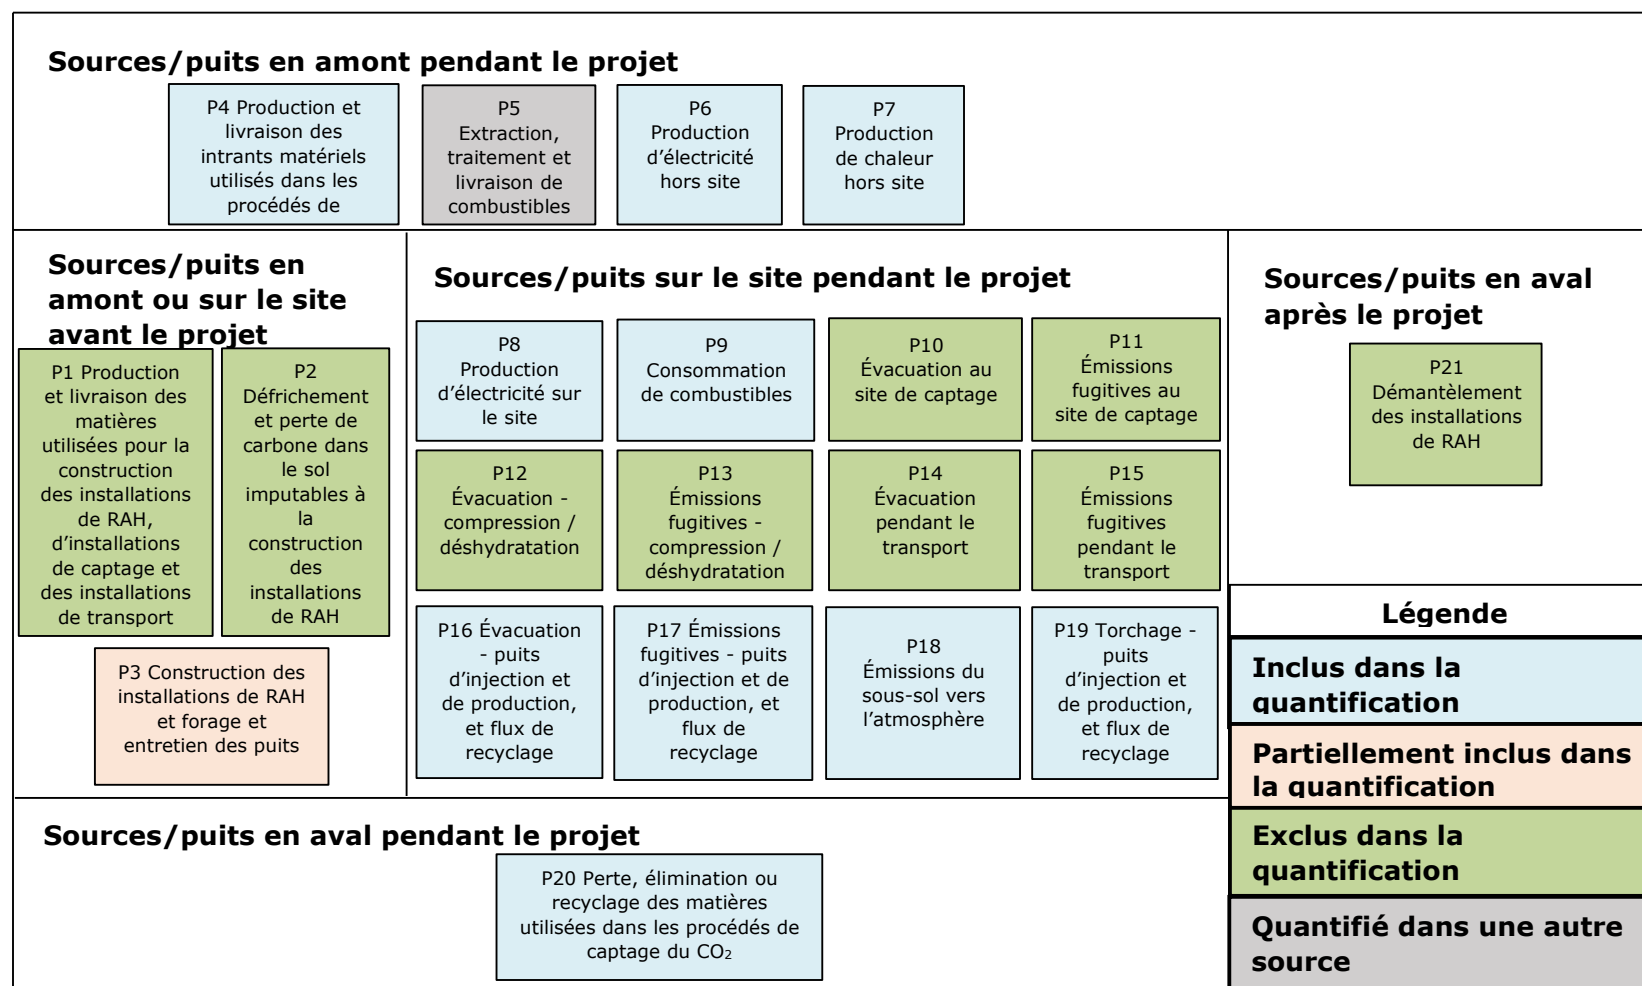 Sources/puits en amont pendant le projet
P4 Production et
livraison des
intrants matériels
utilisés dans les
procédés de
P5
Extraction,
traitement et
livraison de
combustibles
P6
Production
d’électricité
hors site
P7
Production
de chaleur
hors site
Sources/puits en
amont ou sur le site
avant le projet
P1 Production
et livraison des
matières
utilisées pour la
construction
des installations
de RAH,
d’installations
de captage et
des installations
de transport
P2
Défrichement
et perte de
carbone dans
le sol
imputables à
la
construction
des
installations
de RAH
P3 Construction des
installations de RAH
et forage et
entretien des puits
Sources/puits sur le site pendant le projet
P8
Production
d’électricité sur
le site
P9
Consommation
de combustibles
P10
Évacuation au
site de captage
P11
Émissions
fugitives au
site de captage
P12
Évacuation -
compression /
déshydratation
P13
Émissions
fugitives -
compression /
déshydratation
P14
Évacuation
pendant le
transport
P15
Émissions
fugitives
pendant le
transport
P16 Évacuation
- puits
d’injection et
de production,
et flux de
recyclage
P17 Émissions
fugitives - puits
d’injection et de
production, et
flux de
recyclage
P18
Émissions du
sous-sol vers
l’atmosphère
P19 Torchage -
puits
d’injection et
de production,
et flux de
recyclage
Sources/puits en aval
après le projet
P21
Démantèlement
des installations
de RAH
Légende
Inclus dans la
quantification
Partiellement inclus dans
la quantification
Exclus dans la
quantification
Quantifié dans une autre
source
Sources/puits en aval pendant le projet
P20 Perte, élimination ou
recyclage des matières
utilisées dans les procédés de
captage du CO₂